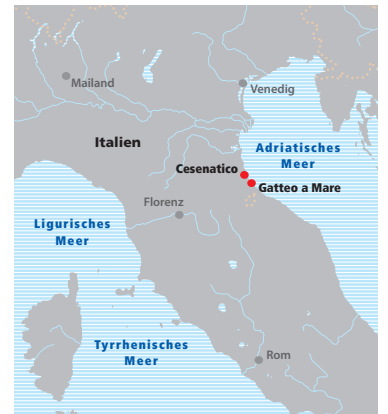 Mailand
Venedig
Italien
Adriatisches
Meer
Cesenatico
Gatteo a Mare
Florenz
Ligurisches
Meer
Tyrrhenisches
Meer
Rom